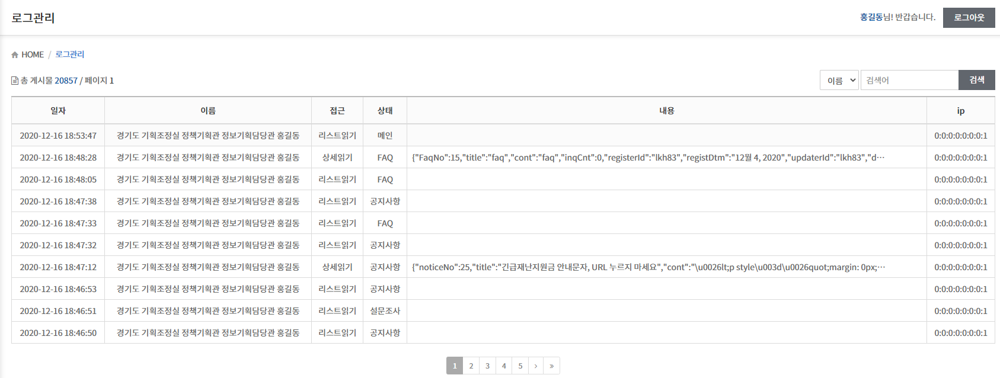 로그관리
홍길동님! 반갑습니다. 로그아웃
HOME / 로그관리
총 게시물 20857 / 페이지 1 이름 검색어 검색
일자 이름 접근 상태 내용 ip
2020-12-16 18:53:47 경기도 기획조정실 정책기획관 정보기획담당관 홍길동 리스트읽기 메인 0:0:0:0:0:0:0:1
2020-12-16 18:48:28 경기도 기획조정실 정책기획관 정보기획담당관 홍길동 상세읽기 FAQ {"FaqNo":15,"title":"faq","cont":"faq","inqCnt":0,"registerId":"lkh83","registDtm":"12월 4, 2020","updaterId":"lkh83","d… 0:0:0:0:0:0:0:1
2020-12-16 18:48:05 경기도 기획조정실 정책기획관 정보기획담당관 홍길동 리스트읽기 FAQ 0:0:0:0:0:0:0:1
2020-12-16 18:47:38 경기도 기획조정실 정책기획관 정보기획담당관 홍길동 리스트읽기 공지사항 0:0:0:0:0:0:0:1
2020-12-16 18:47:33 경기도 기획조정실 정책기획관 정보기획담당관 홍길동 리스트읽기 FAQ 0:0:0:0:0:0:0:1
2020-12-16 18:47:32 경기도 기획조정실 정책기획관 정보기획담당관 홍길동 리스트읽기 공지사항 0:0:0:0:0:0:0:1
2020-12-16 18:47:12 경기도 기획조정실 정책기획관 정보기획담당관 홍길동 상세읽기 공지사항 {"noticeNo":25,"title":"긴급재난지원금 안내문자, URL 누르지 마세요","cont":"\u0026lt;p style\u003d\u0026quot;margin: 0px;… 0:0:0:0:0:0:0:1
2020-12-16 18:46:53 경기도 기획조정실 정책기획관 정보기획담당관 홍길동 리스트읽기 공지사항 0:0:0:0:0:0:0:1
2020-12-16 18:46:51 경기도 기획조정실 정책기획관 정보기획담당관 홍길동 리스트읽기 설문조사 0:0:0:0:0:0:0:1
2020-12-16 18:46:50 경기도 기획조정실 정책기획관 정보기획담당관 홍길동 리스트읽기 공지사항 0:0:0:0:0:0:0:1
1 2 3 4 5 › »